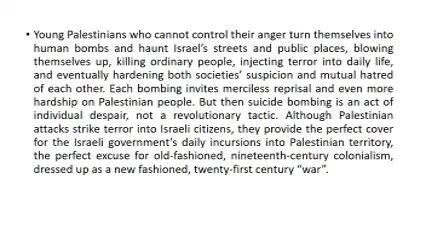 • Young Palestinians who cannot control their anger turn themselves into
human bombs and haunt Israel's streets and public places, blowing
themselves up, killing ordinary people, injecting terror into daily life,
and eventually hardening both societies' suspicion and mutual hatred
of each other. Each bombing invites merciless reprisal and even more
hardship on Palestinian people. But then suicide bombing is an act of
individual despair, not a revolutionary tactic. Although Palestinian
attacks strike terror into Israeli citizens, they provide the perfect cover
for the Israeli government's daily incursions into Palestinian territory,
the perfect excuse for old-fashioned, nineteenth-century colonialism,
dressed up as a new fashioned, twenty-first century “war”.